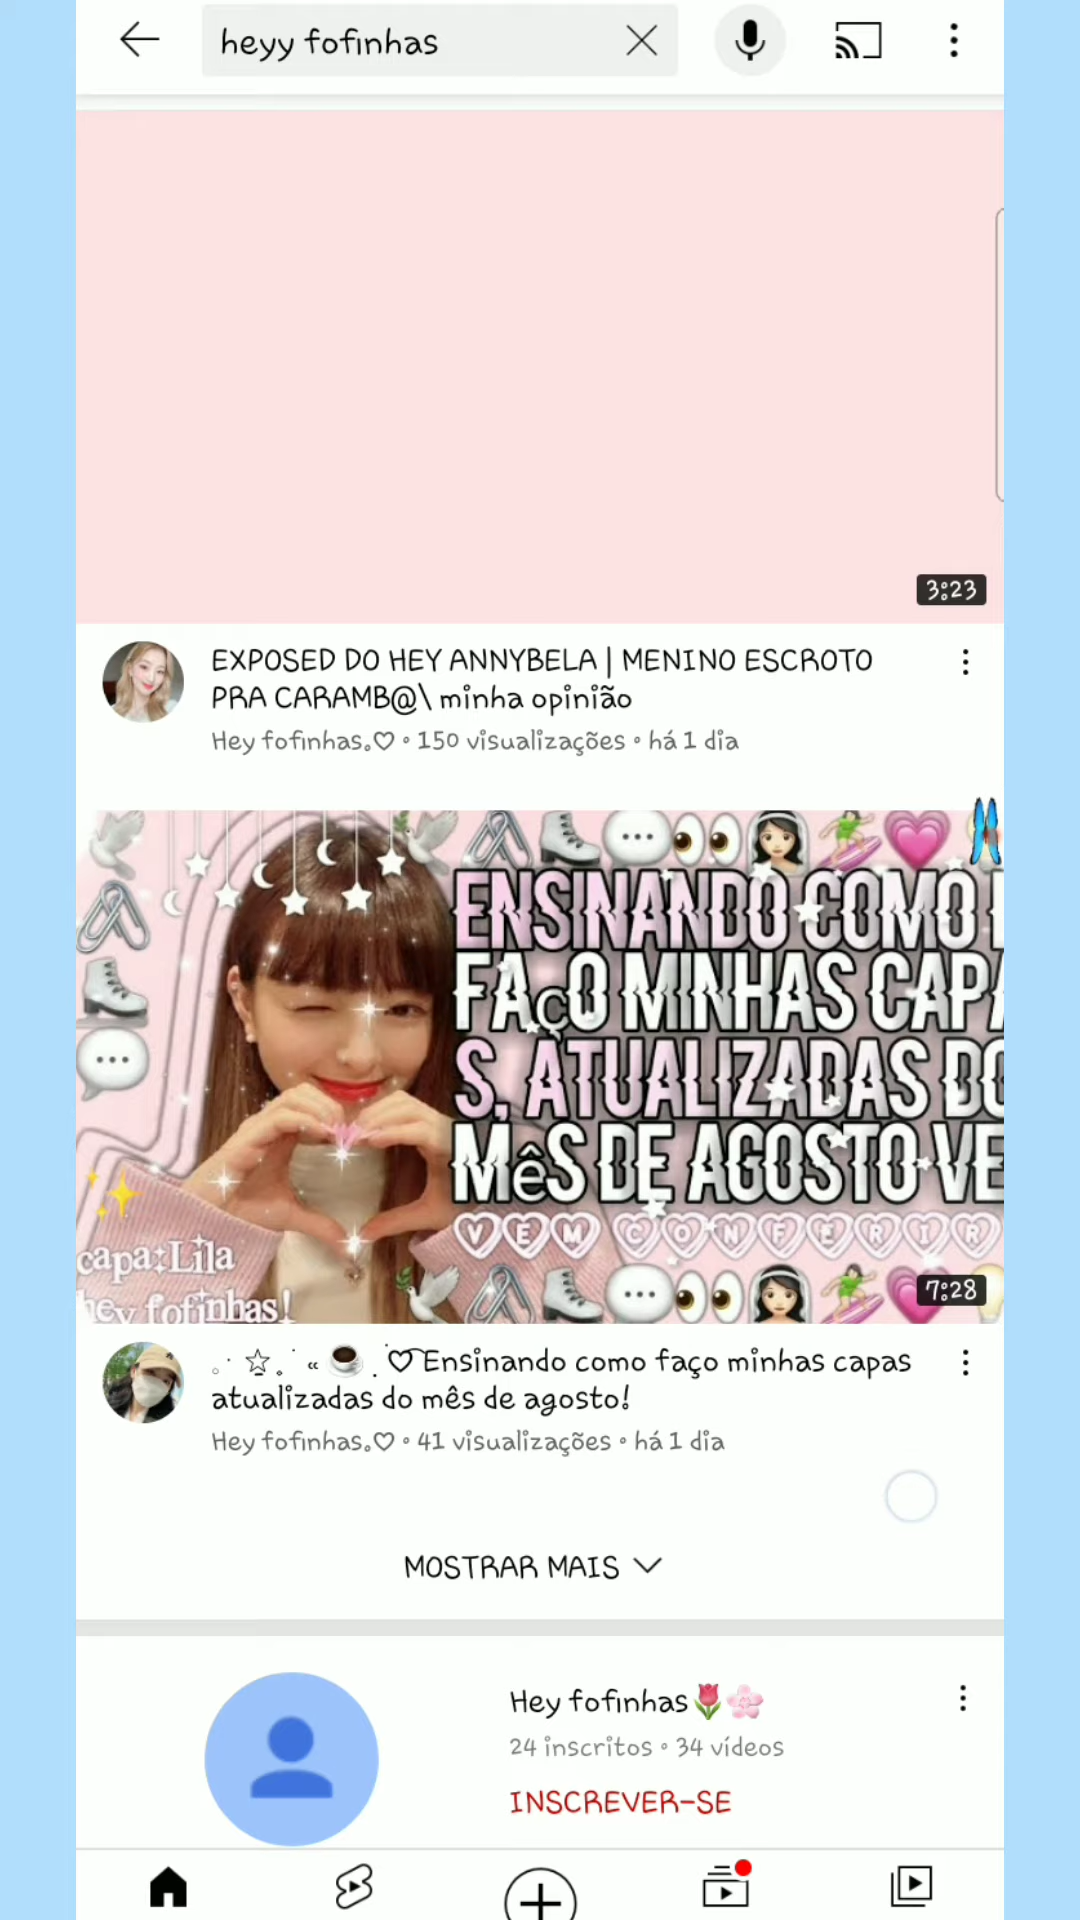 heyy fofinhas
3:23
EXPOSED DO HEY ANNYBELA | MENINO ESCROTO
PRA CARAMB@\ minha opinião
Hey fofinhas。♡ • 150 visualizações • há 1 dia
ENSINANDO COMO
FAçO MINHAS CAPA
S, ATUALIZADAS DO
MêS DE AGOSTO VE
VEM CONFERIR
capa:Lila
hey fofinhas!
7:28
｡˙ ☆｡˙ « ☕ . ˙♡ Ensinando como faço minhas capas
atualizadas do mês de agosto!
Hey fofinhas。♡ • 41 visualizações • há 1 dia
MOSTRAR MAIS
Hey fofinhas🌷🌸
24 inscritos • 34 vídeos
INSCREVER-SE